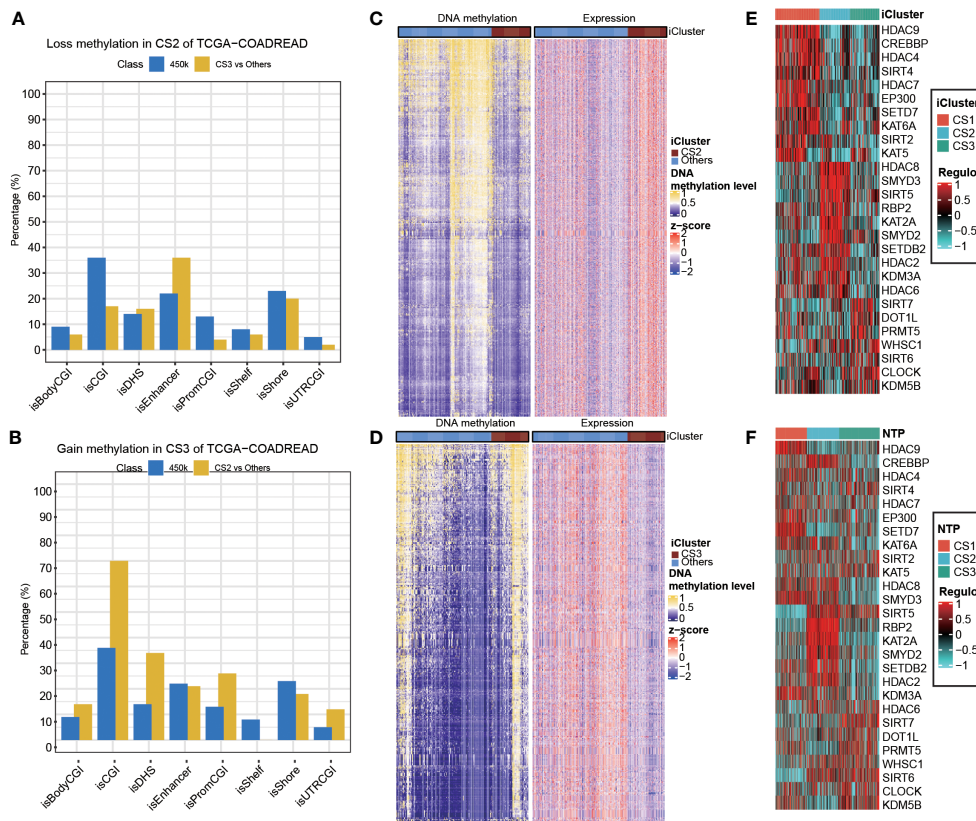 A
Loss methylation in CS2 of TCGA−COADREAD
Class 450k CS3 vs Others
Percentage (%)
100
90
80
70
60
50
40
30
20
10
0
isBodyCGI
isCGI
isDHS
isEnhancer
isPromCGI
isShelf
isShore
isUTRCGI
B
Gain methylation in CS3 of TCGA−COADREAD
Class 450k CS2 vs Others
Percentage (%)
100
90
80
70
60
50
40
30
20
10
0
isBodyCGI
isCGI
isDHS
isEnhancer
isPromCGI
isShelf
isShore
isUTRCGI
C
DNA methylation Expression
iCluster
iCluster
CS2
Others
DNA
methylation level
1
0.5
0
z−score
2
1
0
−1
−2
D
DNA methylation Expression
iCluster
iCluster
CS3
Others
DNA
methylation level
1
0.5
0
z−score
2
1
0
−1
−2
E
iCluster
HDAC9
CREBBP
HDAC4
SIRT4
HDAC7
EP300
SETD7
KAT6A
SIRT2
KAT5
HDAC8
SMYD3
SIRT5
RBP2
KAT2A
SMYD2
SETDB2
HDAC2
KDM3A
HDAC6
SIRT7
DOT1L
PRMT5
WHSC1
SIRT6
CLOCK
KDM5B
iCluster
CS1
CS2
CS3
Regulo
1
0.5
0
−0.5
−1
F
NTP
HDAC9
CREBBP
HDAC4
SIRT4
HDAC7
EP300
SETD7
KAT6A
SIRT2
KAT5
HDAC8
SMYD3
SIRT5
RBP2
KAT2A
SMYD2
SETDB2
HDAC2
KDM3A
HDAC6
SIRT7
DOT1L
PRMT5
WHSC1
SIRT6
CLOCK
KDM5B
NTP
CS1
CS2
CS3
Regulo
1
0.5
0
−0.5
−1